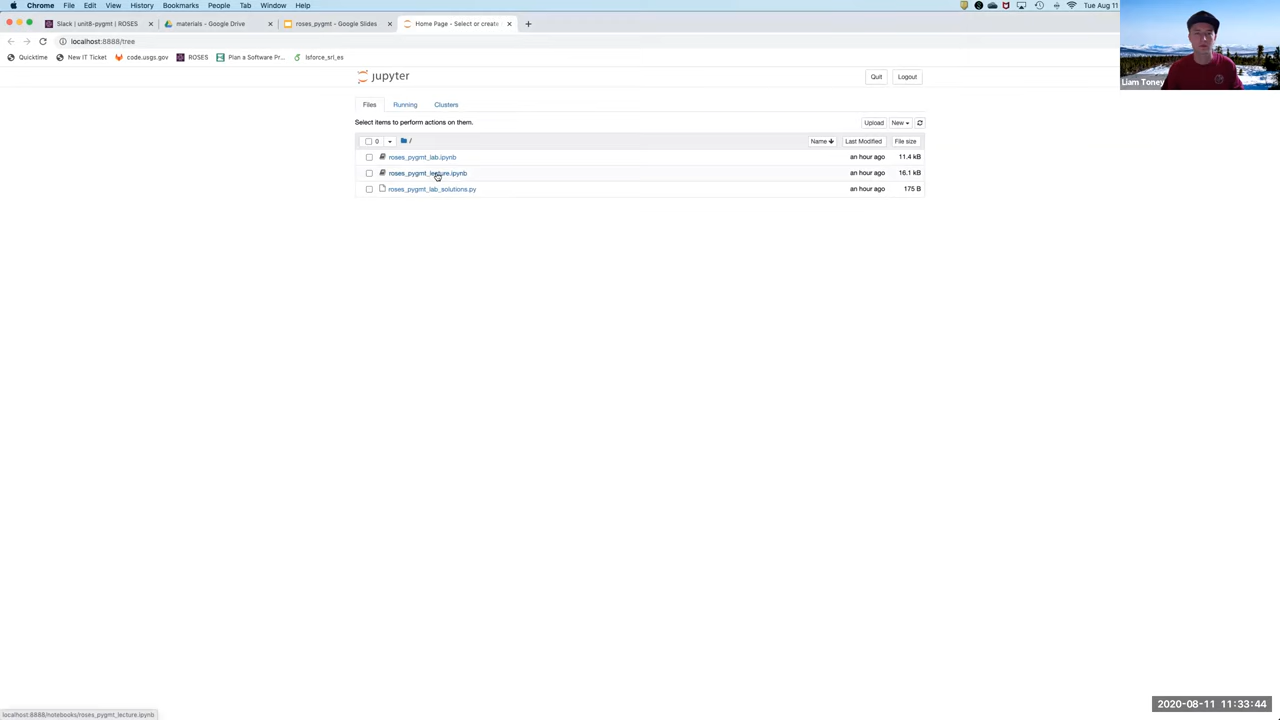 Chrome File Edit View History Bookmarks People Tab Window Help Tue Aug 11
Slack | unit8-pygmt | ROSES materials - Google Drive roses_pygmt - Google Slides Home Page - Select or create
localhost:8888/tree
Quicktime New IT Ticket code.usgs.gov ROSES Plan a Software Pr... lsforce_srl_es
Liam Toney
jupyter Quit Logout
Files Running Clusters
Select items to perform actions on them. Upload New
0 / Name Last Modified File size
roses_pygmt_lab.ipynb an hour ago 11.4 kB
roses_pygmt_lecture.ipynb an hour ago 16.1 kB
roses_pygmt_lab_solutions.py an hour ago 175 B
2020-08-11 11:33:44
localhost:8888/notebooks/roses_pygmt_lecture.ipynb